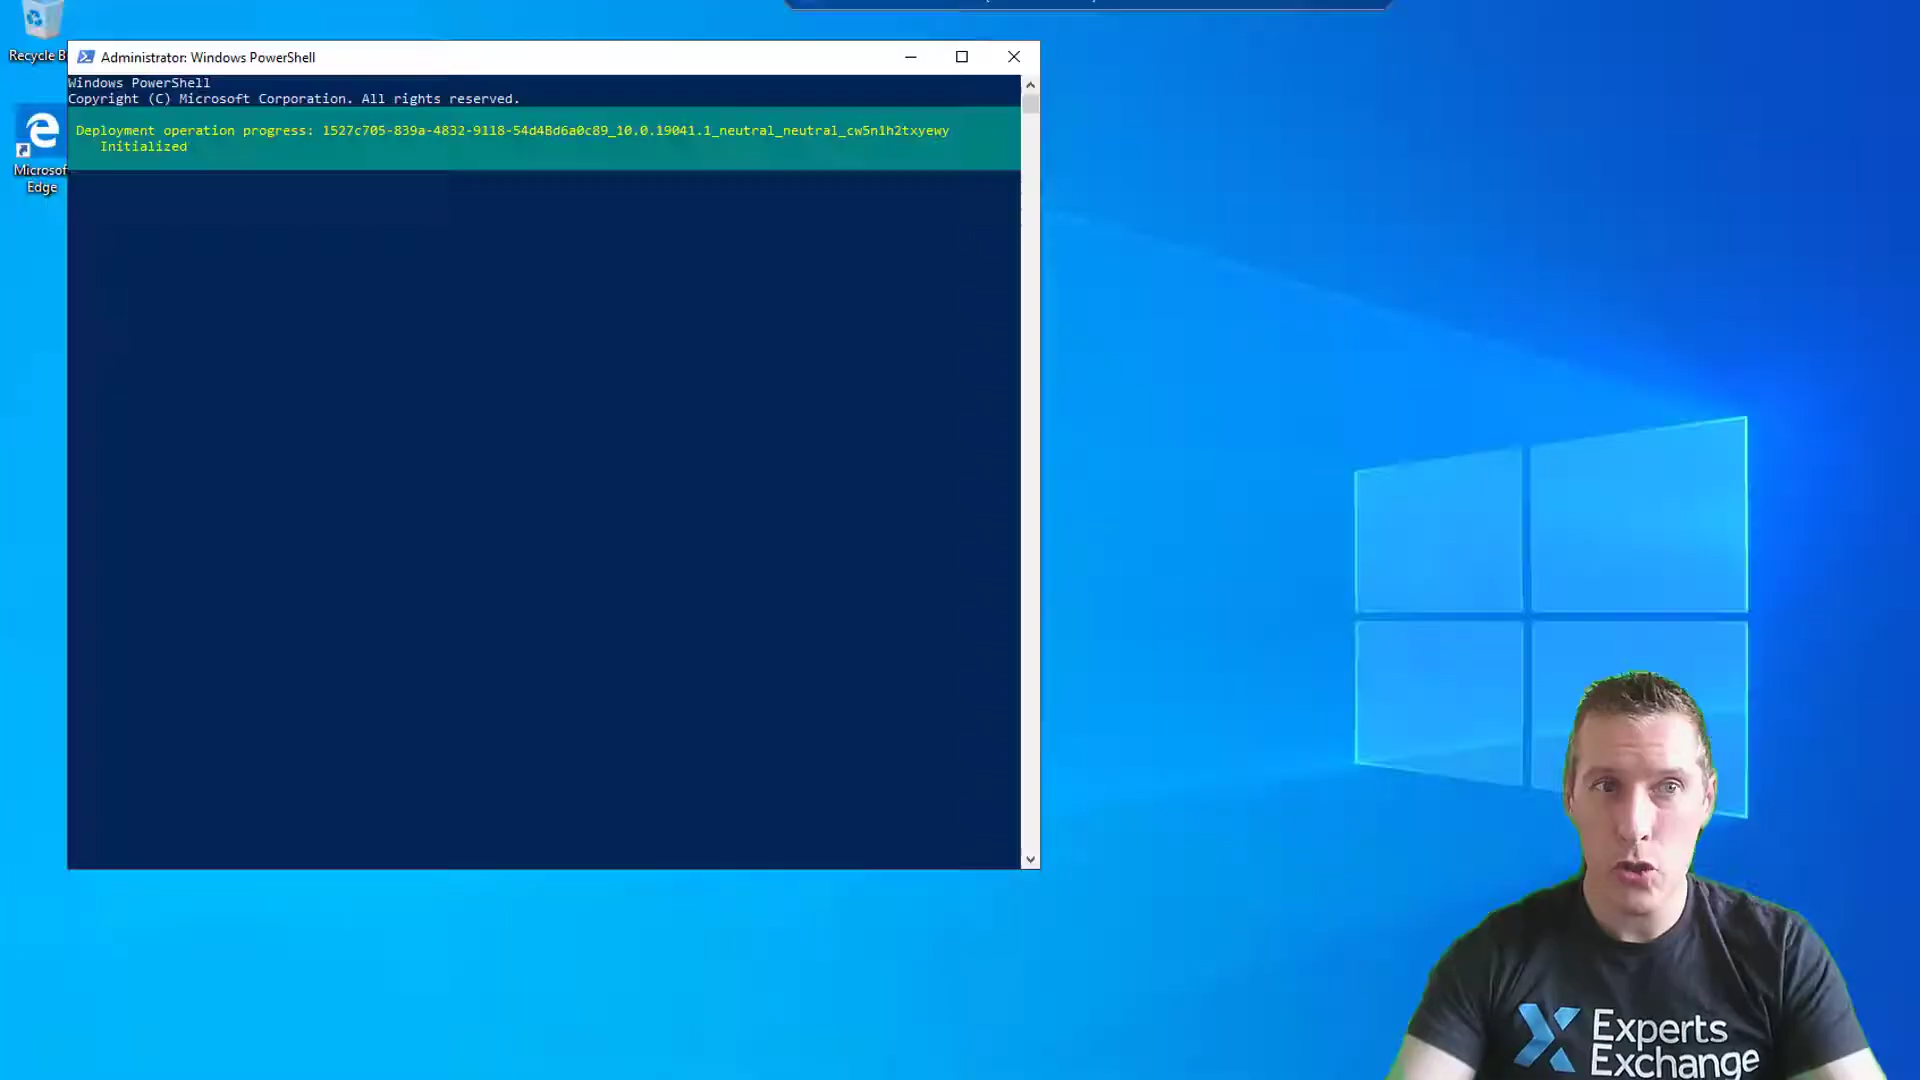 Recycle B
Administrator: Windows PowerShell
Windows PowerShell
Copyright (C) Microsoft Corporation. All rights reserved.
Deployment operation progress: 1527c705-839a-4832-9118-54d4Bd6a0c89_10.0.19041.1_neutral_neutral_cw5n1h2txyewy
Initialized
Microsof
Edge
Experts
Exchange